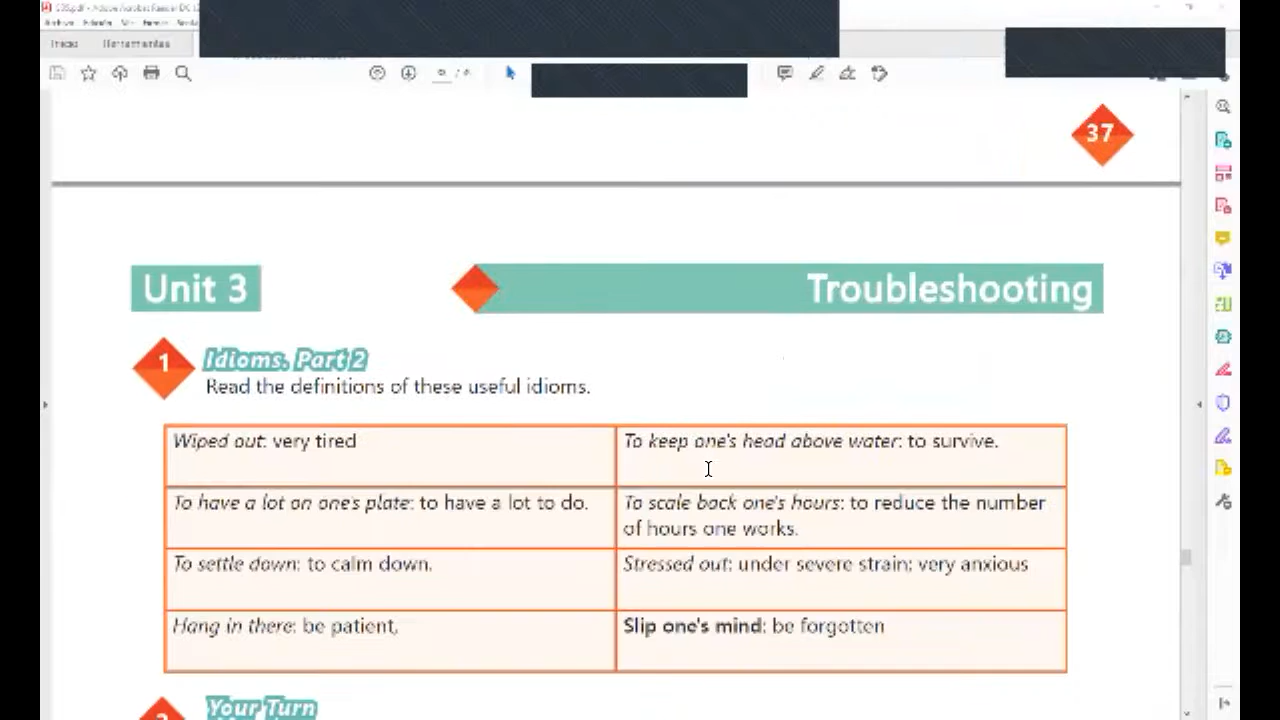 Inicio Herramientas
37
Unit 3
Troubleshooting
1
Idioms. Part 2
Read the definitions of these useful idioms.
Wiped out: very tired
To keep one's head above water: to survive.
To have a lot on one's plate: to have a lot to do.
To scale back one's hours: to reduce the number
of hours one works.
To settle down: to calm down.
Stressed out: under severe strain; very anxious
Hang in there: be patient,
Slip one's mind: be forgotten
2
Your Turn